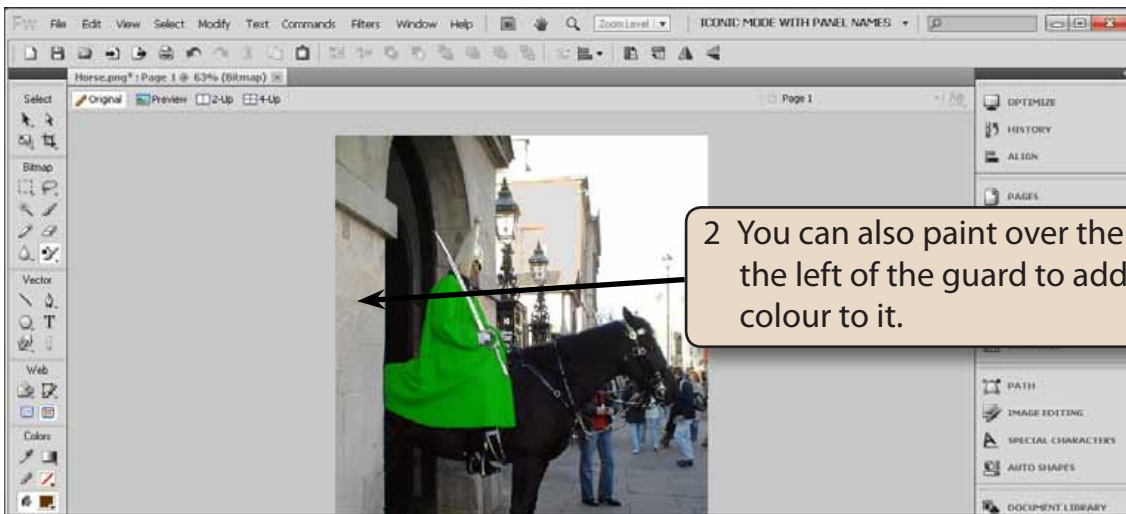 Fw File Edit View Select Modify Text Commands Filters Window Help Zoom Level ICONIC MODE WITH PANEL NAMES
Horse.png* : Page 1 @ 63% (Bitmap)
Select Original Preview 2-Up 4-Up Page 1
OPTIMIZE
HISTORY
ALIGN
Bitmap
PAGES
2 You can also paint over the
the left of the guard to add
colour to it.
Vector
T
Web
PATH
IMAGE EDITING
Colors
SPECIAL CHARACTERS
AUTO SHAPES
DOCUMENT LIBRARY